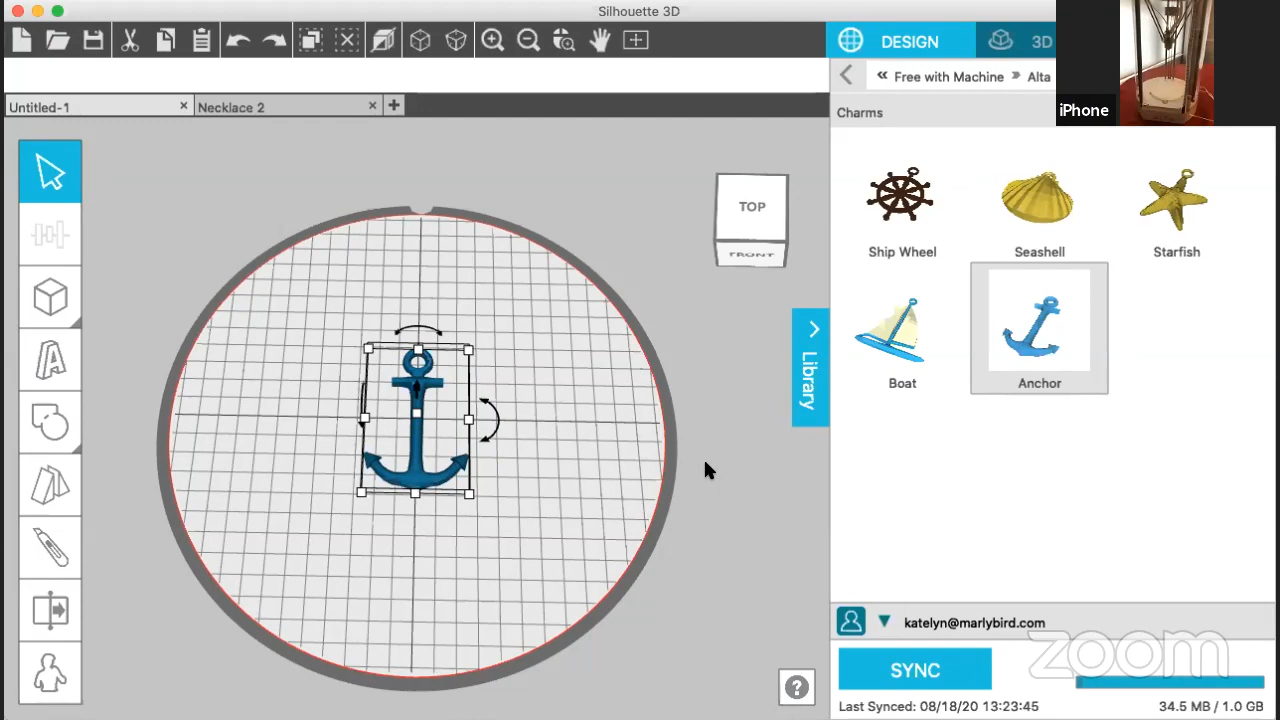 Silhouette 3D
DESIGN
3D
« Free with Machine » Alta
iPhone
Untitled-1 × Necklace 2 × +
Charms
TOP
FRONT
Ship Wheel
Seashell
Starfish
Library
Boat
Anchor
katelyn@marlybird.com
zoom
SYNC
?
Last Synced: 08/18/20 13:23:45
34.5 MB / 1.0 GB